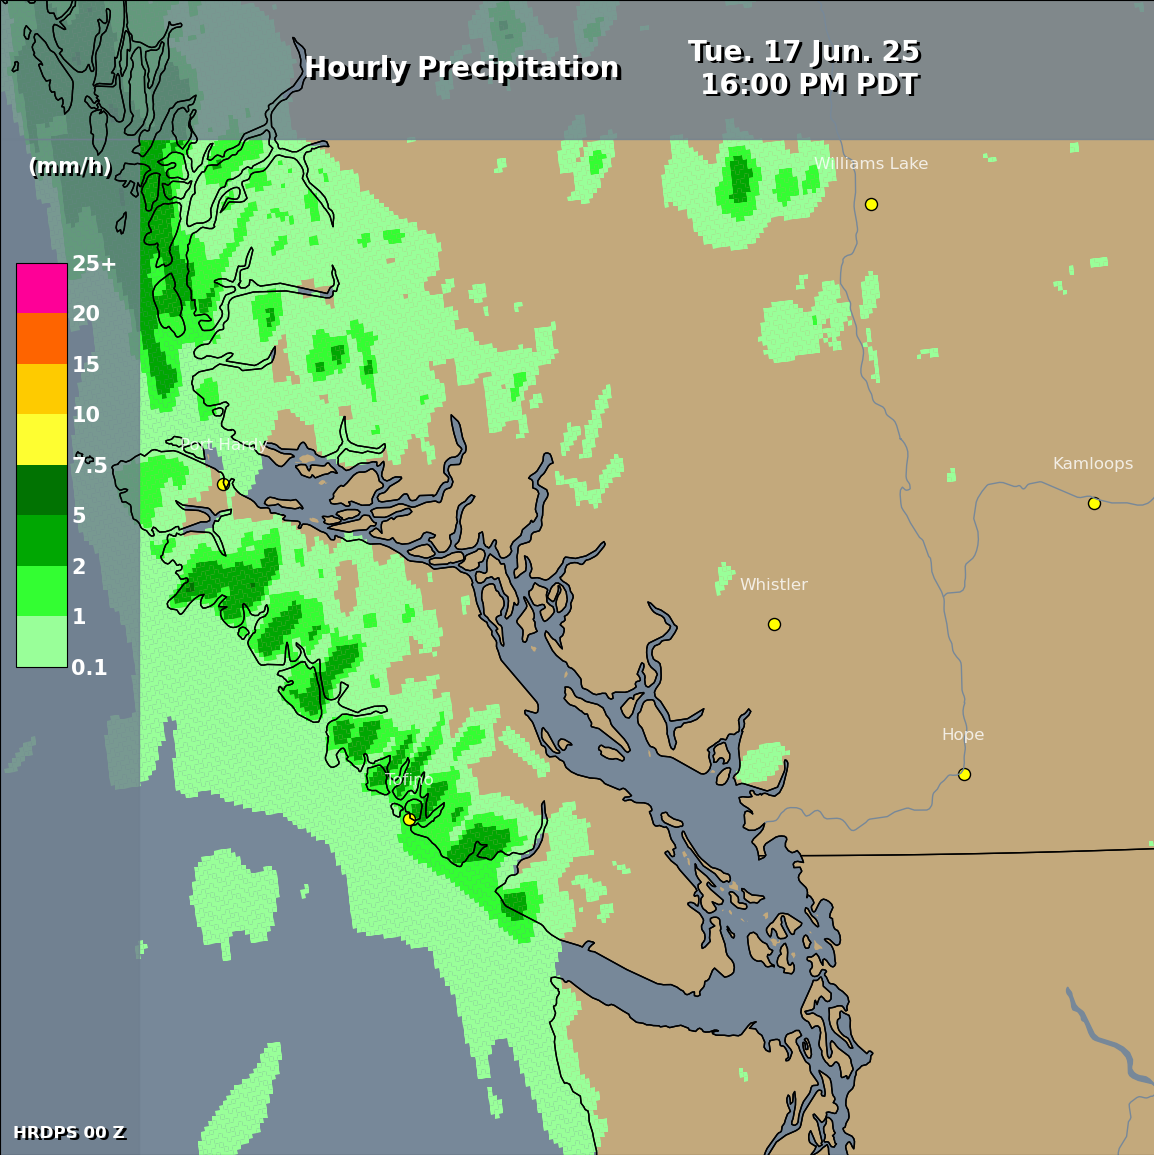 Hourly Precipitation
Tue. 17 Jun. 25
16:00 PM PDT
(mm/h)
Williams Lake
25+
20
15
10
7.5
5
2
1
0.1
Port Hardy
Kamloops
Whistler
Hope
Tofino
HRDPS 00 Z